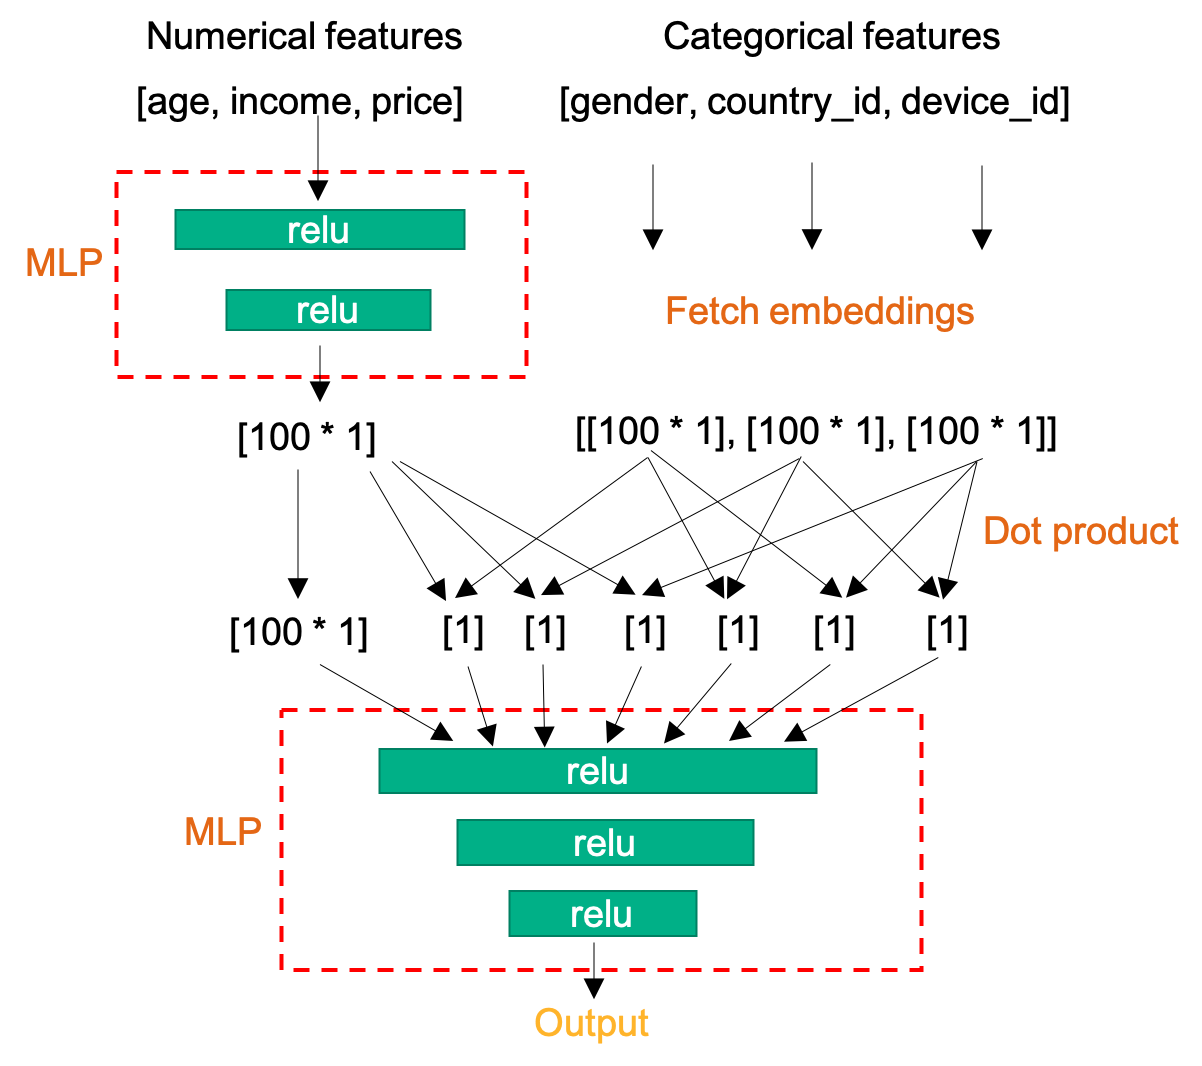 Numerical features
Categorical features
[age, income, price]
[gender, country_id, device_id]
MLP
relu
relu
Fetch embeddings
[100 * 1]
[[100 * 1], [100 * 1], [100 * 1]]
Dot product
[100 * 1]
[1]
[1]
[1]
[1]
[1]
[1]
MLP
relu
relu
relu
Output